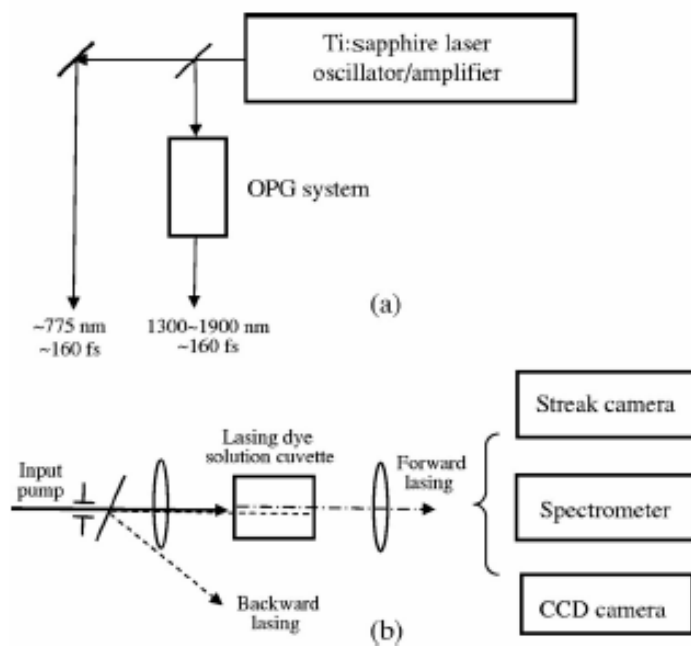 Ti:sapphire laser
oscillator/amplifier
OPG system
(a)
~775 nm
~160 fs
1300~1900 nm
~160 fs
Streak camera
Lasing dye
solution cuvette
Input
pump
Forward
lasing
Spectrometer
Backward
lasing
(b)
CCD camera